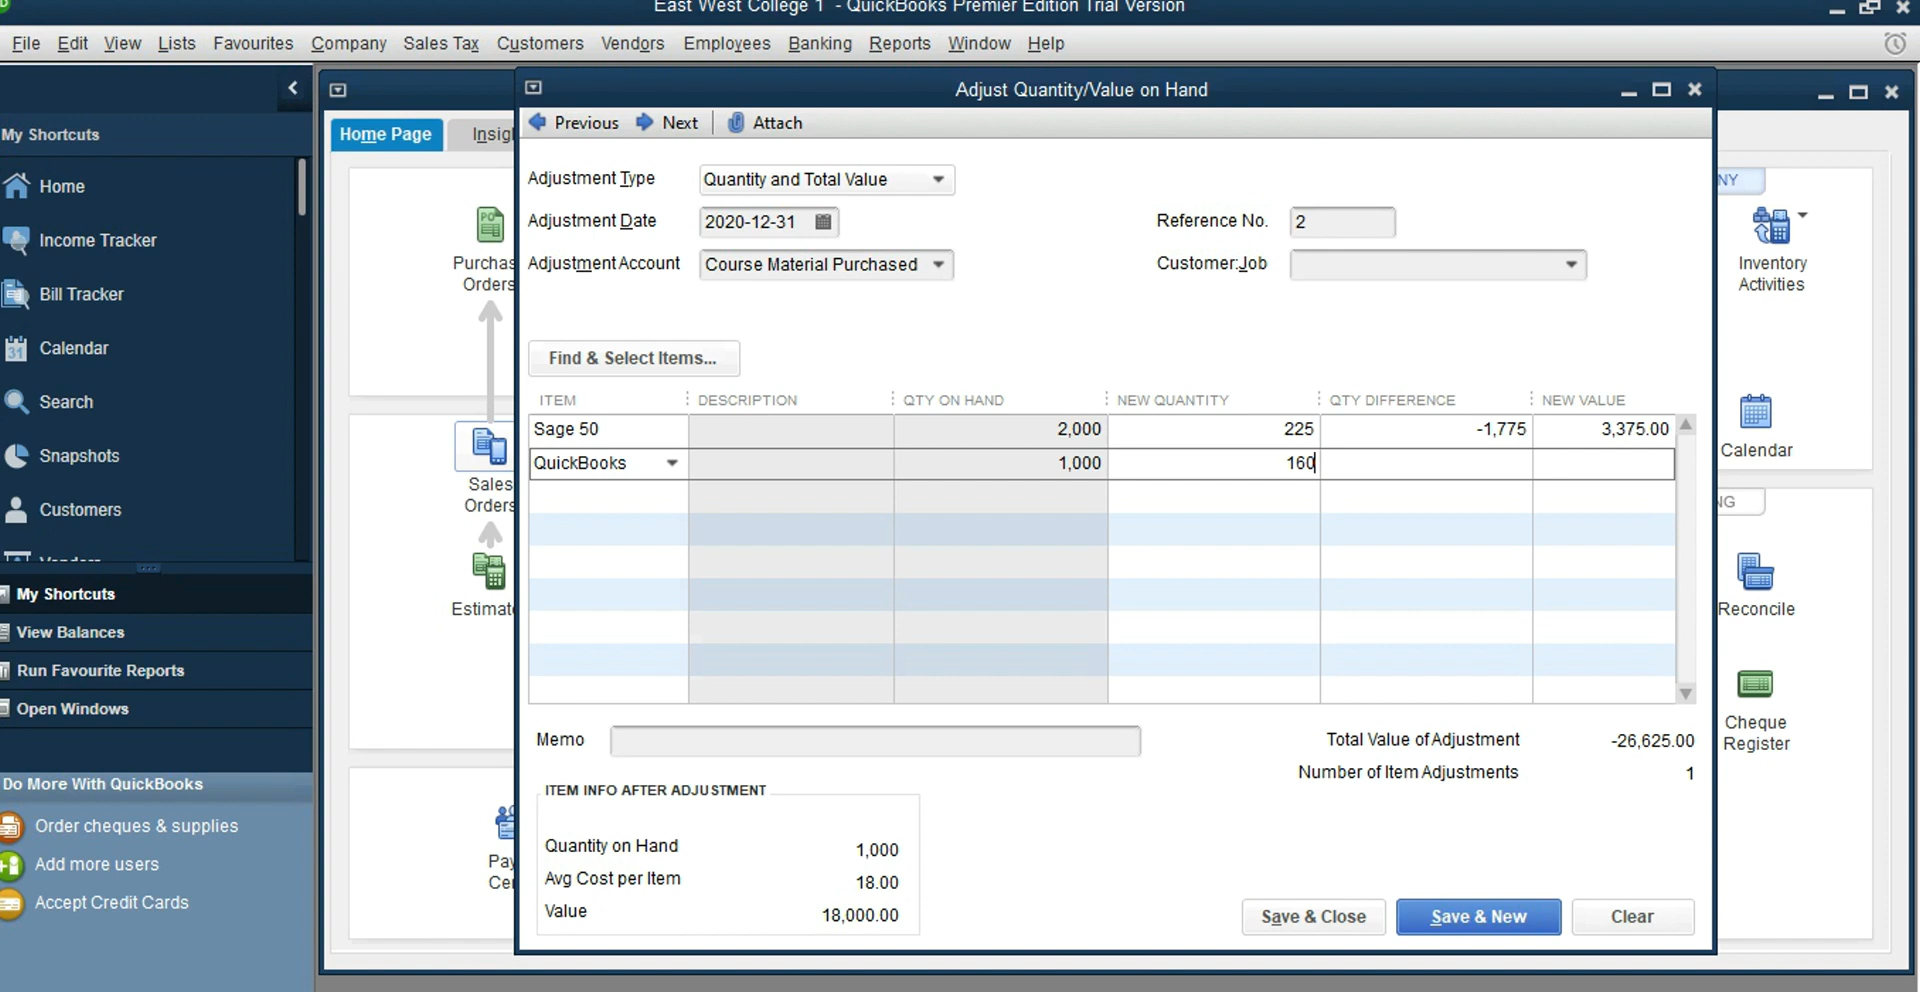 East West College 1 - QuickBooks Premier Edition Trial Version
File Edit View Lists Favourites Company Sales Tax Customers Vendors Employees Banking Reports Window Help
Adjust Quantity/Value on Hand
My Shortcuts
Home
Income Tracker
Bill Tracker
Calendar
Search
Snapshots
Customers
My Shortcuts
View Balances
Run Favourite Reports
Open Windows
Do More With QuickBooks
Order cheques & supplies
Add more users
Accept Credit Cards
Home Page
Insig
Purchas
Orders
Sales
Orders
Estimat
Pay
Ce
Previous Next Attach
Adjustment Type Quantity and Total Value
Adjustment Date 2020-12-31 Reference No. 2
Adjustment Account Course Material Purchased Customer:Job
Find & Select Items...
ITEM DESCRIPTION QTY ON HAND NEW QUANTITY QTY DIFFERENCE NEW VALUE
Sage 50 2,000 225 -1,775 3,375.00
QuickBooks 1,000 160
Memo
Total Value of Adjustment -26,625.00
Number of Item Adjustments 1
ITEM INFO AFTER ADJUSTMENT
Quantity on Hand 1,000
Avg Cost per Item 18.00
Value 18,000.00
Save & Close Save & New Clear
NY
Inventory
Activities
Calendar
NG
Reconcile
Cheque
Register